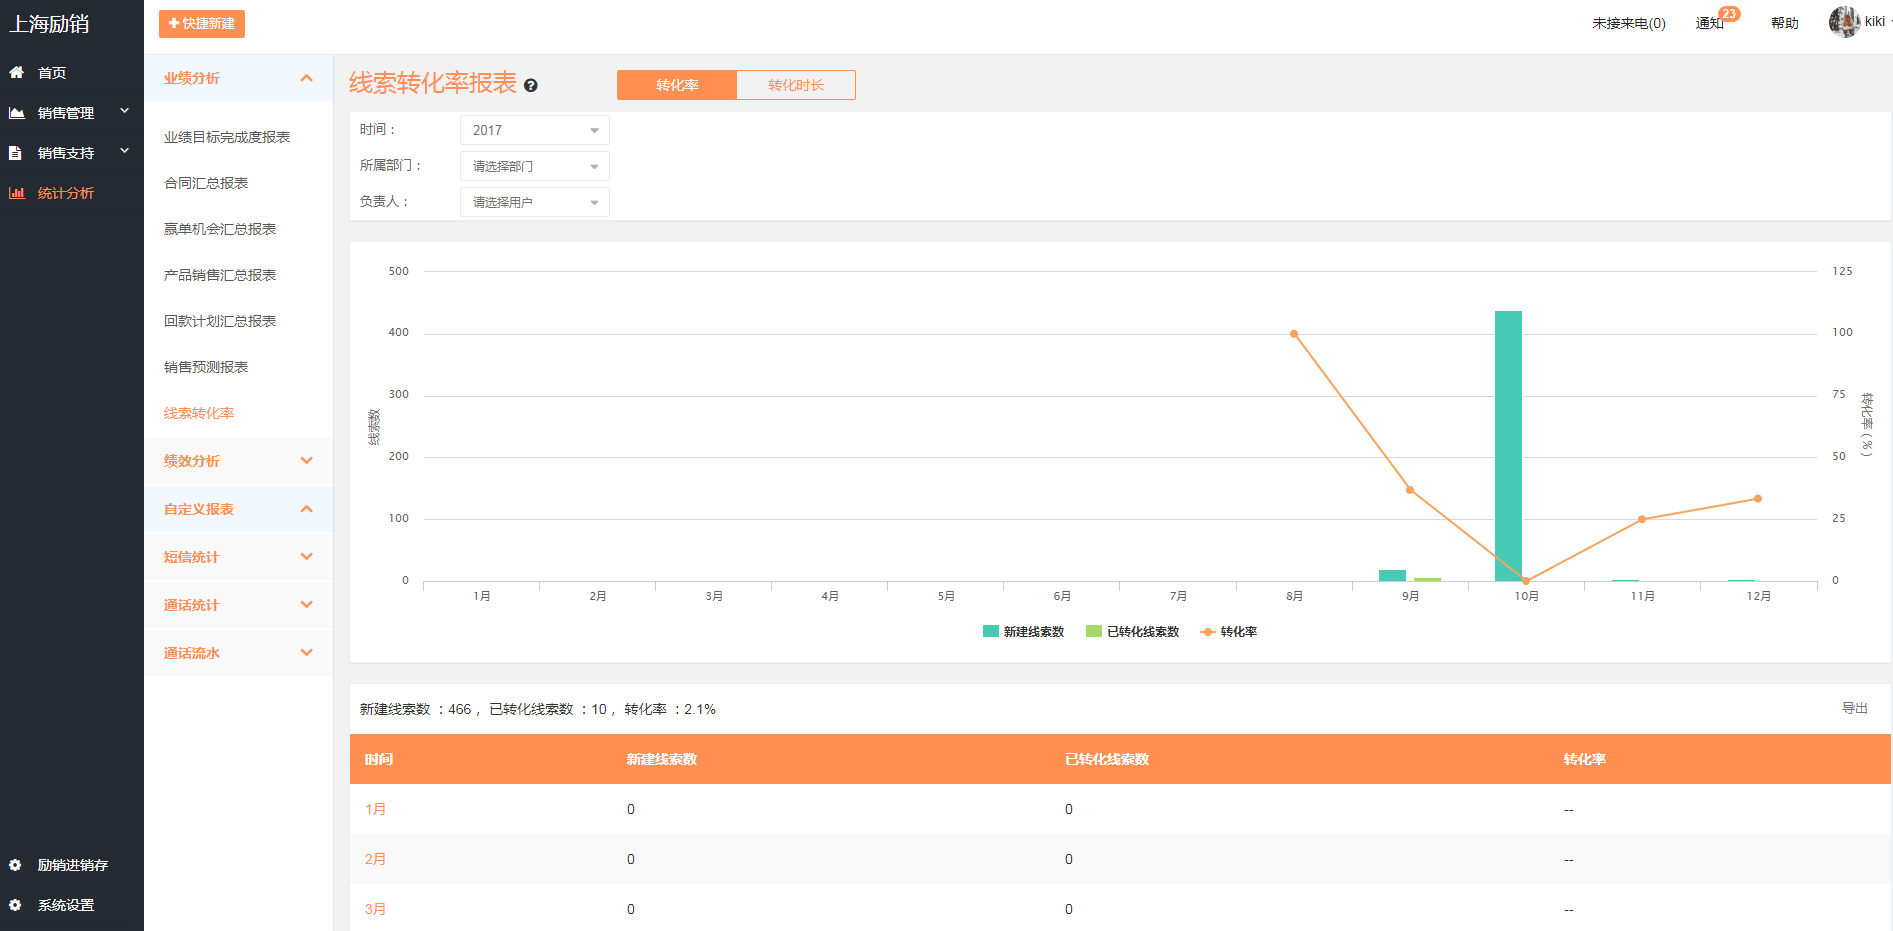 上海励销
快捷新建
未接来电(0)
通知
23
帮助
kiki
首页
销售管理
销售支持
统计分析
励销进销存
系统设置
业绩分析
业绩目标完成度报表
合同汇总报表
赢单机会汇总报表
产品销售汇总报表
回款计划汇总报表
销售预测报表
线索转化率
绩效分析
自定义报表
短信统计
通话统计
通话流水
线索转化率报表
转化率
转化时长
时间：
2017
所属部门：
请选择部门
负责人：
请选择用户
500
400
300
200
100
0
线索数
125
100
75
50
25
0
转化率(%)
1月
2月
3月
4月
5月
6月
7月
8月
9月
10月
11月
12月
新建线索数
已转化线索数
转化率
新建线索数 ：466 ，已转化线索数 ：10 ，转化率 ：2.1%
导出
时间 新建线索数 已转化线索数 转化率
1月 0 0 --
2月 0 0 --
3月 0 0 --